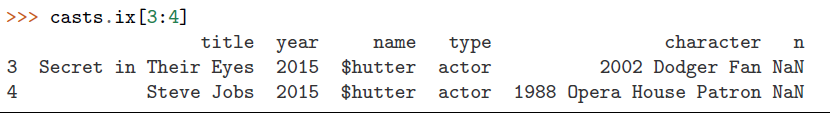 >>> casts.ix[3:4]
title year name type character n
3 Secret in Their Eyes 2015 $hutter actor 2002 Dodger Fan NaN
4 Steve Jobs 2015 $hutter actor 1988 Opera House Patron NaN